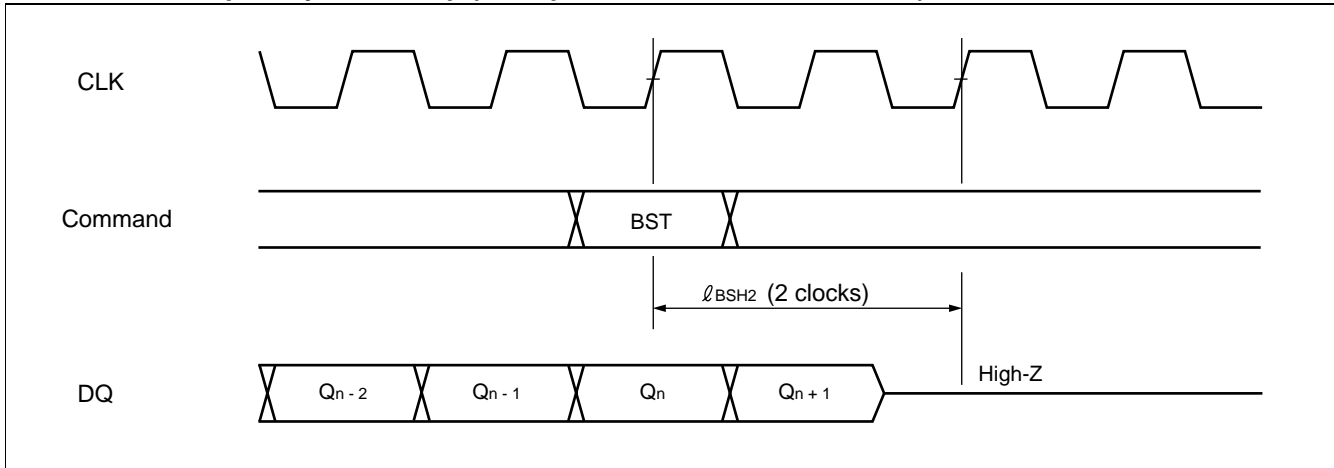 CLK
Command
BST
ℓBSH2 (2 clocks)
High-Z
DQ
Qn - 2
Qn - 1
Qn
Qn + 1